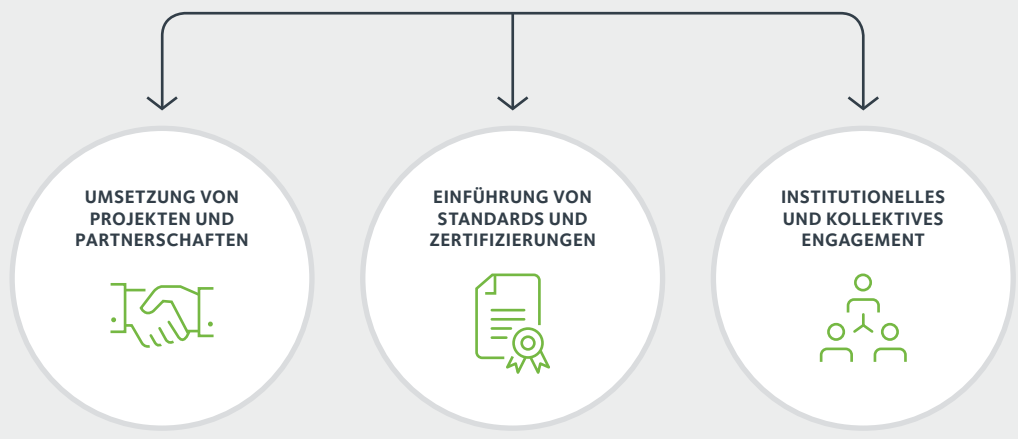 UMSETZUNG VON
PROJEKTEN UND
PARTNERSCHAFTEN
EINFÜHRUNG VON
STANDARDS UND
ZERTIFIZIERUNGEN
INSTITUTIONELLES
UND KOLLEKTIVES
ENGAGEMENT